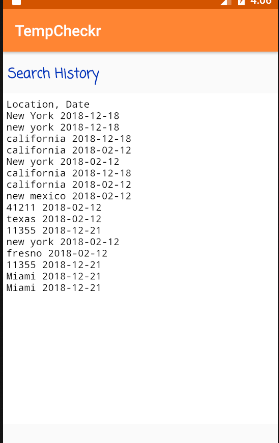 4:06
TempCheckr
Search History
Location, Date
New York 2018-12-18
new york 2018-12-18
california 2018-12-18
california 2018-02-12
New York 2018-02-12
california 2018-12-18
california 2018-02-12
new mexico 2018-02-12
41211 2018-02-12
texas 2018-02-12
11355 2018-12-21
new york 2018-02-12
fresno 2018-02-12
11355 2018-12-21
Miami 2018-12-21
Miami 2018-12-21